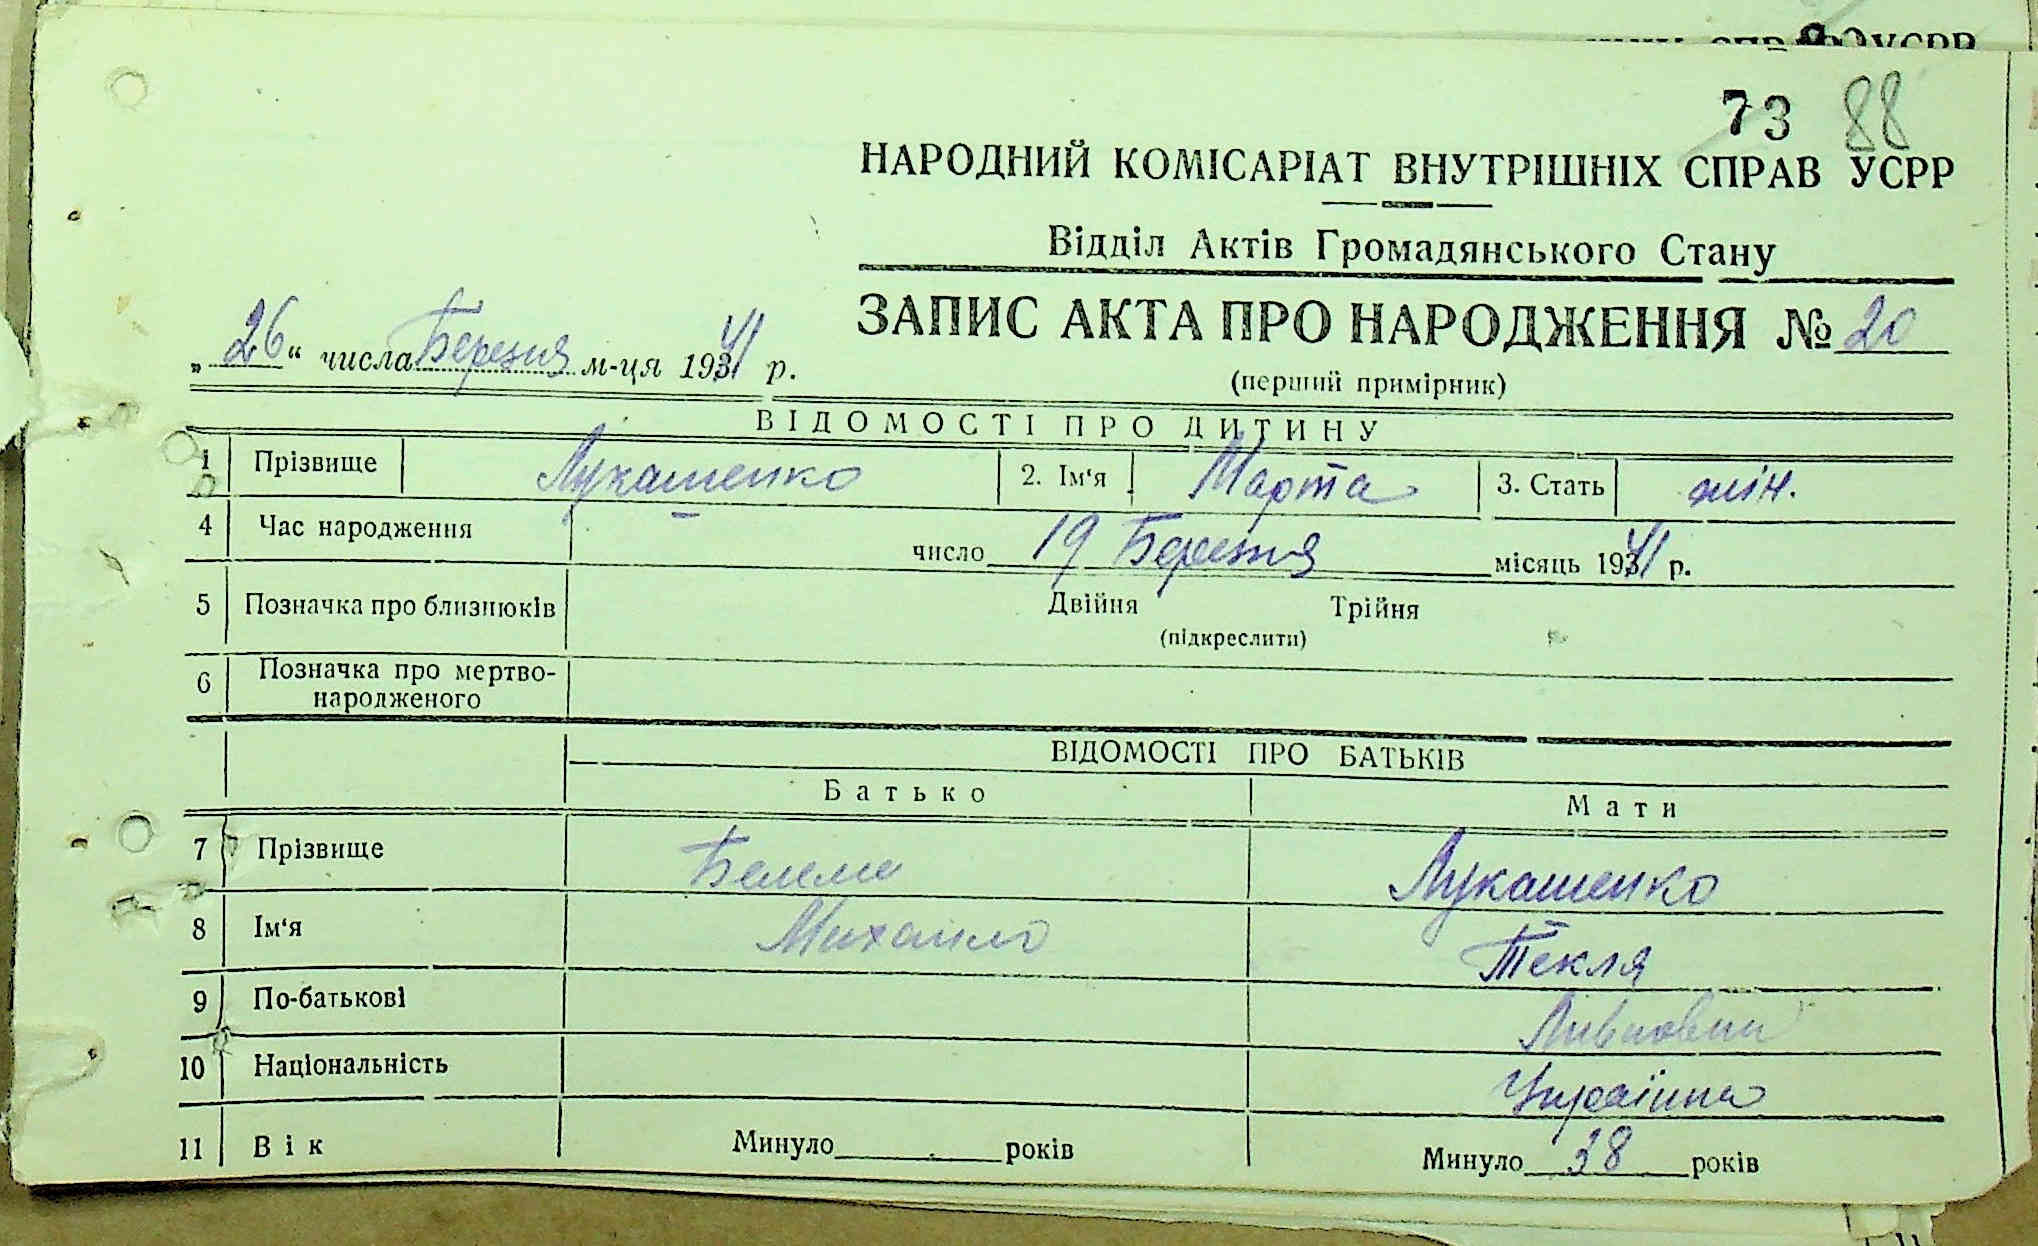 73 88
НАРОДНИЙ КОМІСАРІАТ ВНУТРІШНІХ СПРАВ УСРР
Відділ Актів Громадянського Стану
ЗАПИС АКТА ПРО НАРОДЖЕННЯ № 20
„26“ числа Березня м-ця 1941 р.
(перший примірник)
ВІДОМОСТІ ПРО ДИТИНУ
1 Прізвище Лукашенко 2. Ім‘я Марта 3. Стать жін.
4 Час народження число 19 Березня місяць 1941 р.
5 Позначка про близнюків Двійня Трійня
(підкреслити)
6 Позначка про мертво-
народженого
ВІДОМОСТІ ПРО БАТЬКІВ
Батько Мати
7 Прізвище Лукашенко
8 Ім‘я Михайло Текля
9 По-батькові
10 Національність Українка
11 Вік Минуло років Минуло 38 років